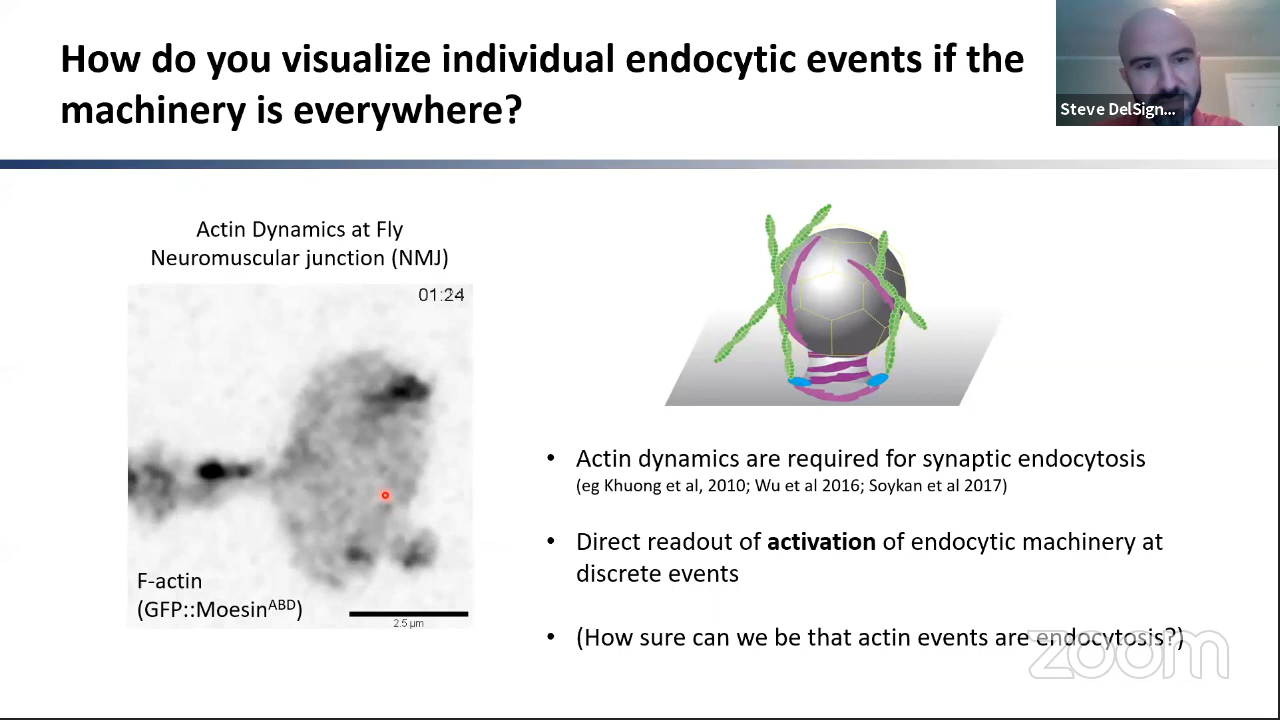 How do you visualize individual endocytic events if the
machinery is everywhere?
Steve DelSign...
Actin Dynamics at Fly
Neuromuscular junction (NMJ)
01:24
F-actin
(GFP::Moesin^ABD)
2.5 µm
• Actin dynamics are required for synaptic endocytosis
(eg Khuong et al, 2010; Wu et al 2016; Soykan et al 2017)
• Direct readout of activation of endocytic machinery at
discrete events
• (How sure can we be that actin events are endocytosis?)
zoom